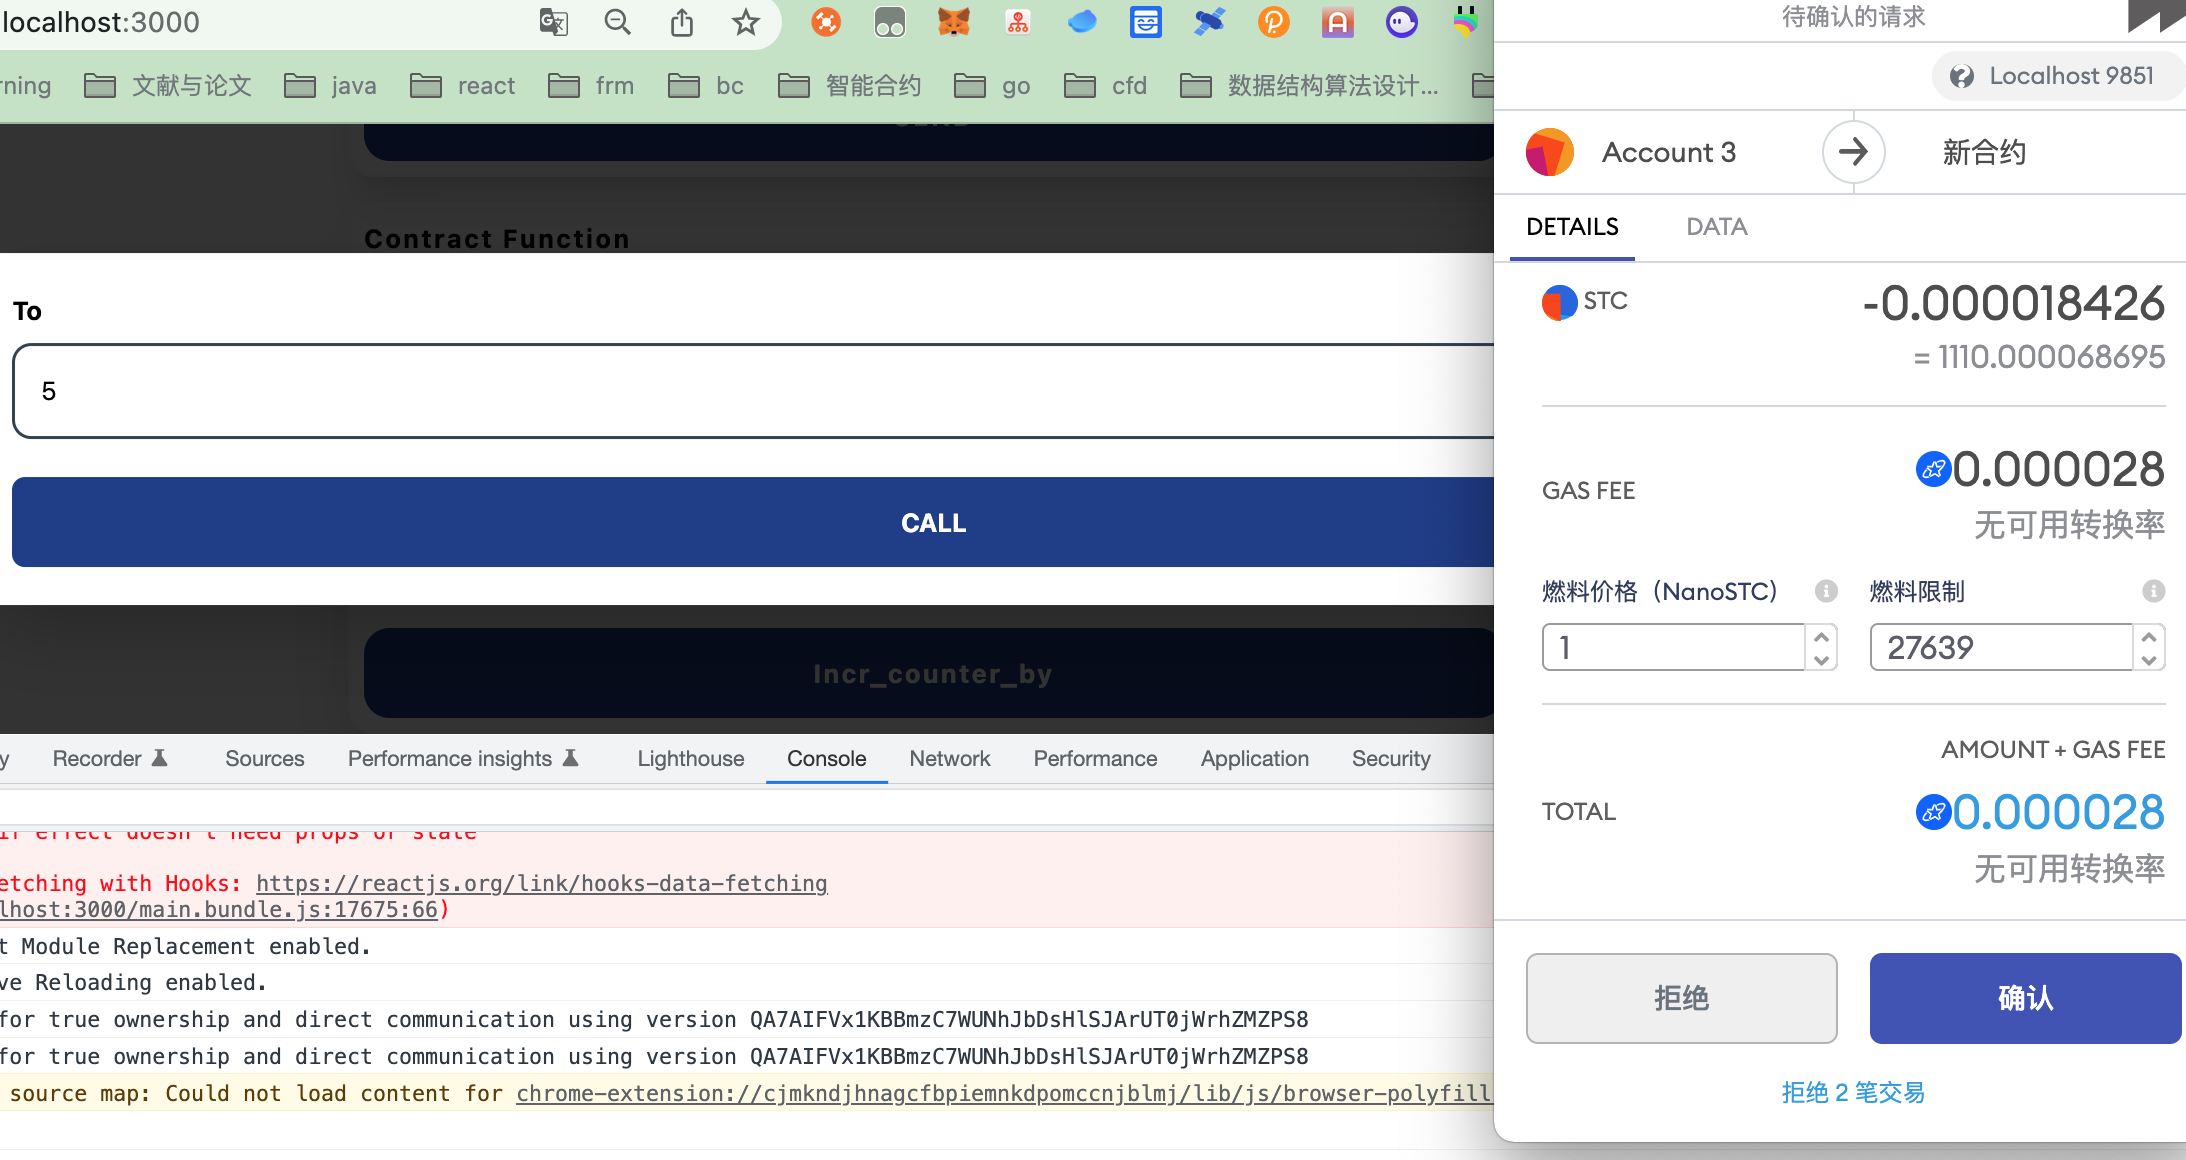 localhost:3000
rning
文献与论文
java
react
frm
bc
智能合约
go
cfd
数据结构算法设计...
Contract Function
To
5
CALL
Incr_counter_by
y
Recorder
Sources
Performance insights
Lighthouse
Console
Network
Performance
Application
Security
if effect doesn't need props or state
etching with Hooks: https://reactjs.org/link/hooks-data-fetching
lhost:3000/main.bundle.js:17675:66)
t Module Replacement enabled.
ve Reloading enabled.
for true ownership and direct communication using version QA7AIFVx1KBBmzC7WUNhJbDsHlSJArUT0jWrhZMZPS8
for true ownership and direct communication using version QA7AIFVx1KBBmzC7WUNhJbDsHlSJArUT0jWrhZMZPS8
source map: Could not load content for chrome-extension://cjmkndjhnagcfbpiemnkdpomccnjblmj/lib/js/browser-polyfill
待确认的请求
Localhost 9851
Account 3
新合约
DETAILS
DATA
STC
-0.000018426
= 1110.000068695
GAS FEE
0.000028
无可用转换率
燃料价格（NanoSTC）
燃料限制
1
27639
AMOUNT + GAS FEE
TOTAL
0.000028
无可用转换率
拒绝
确认
拒绝 2 笔交易